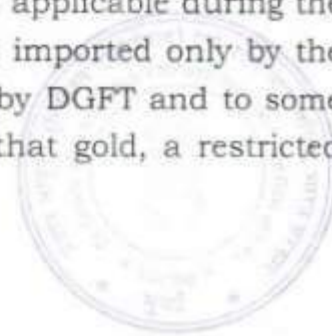 applicable during the
imported only by the
by DGFT and to some
that gold, a restricted